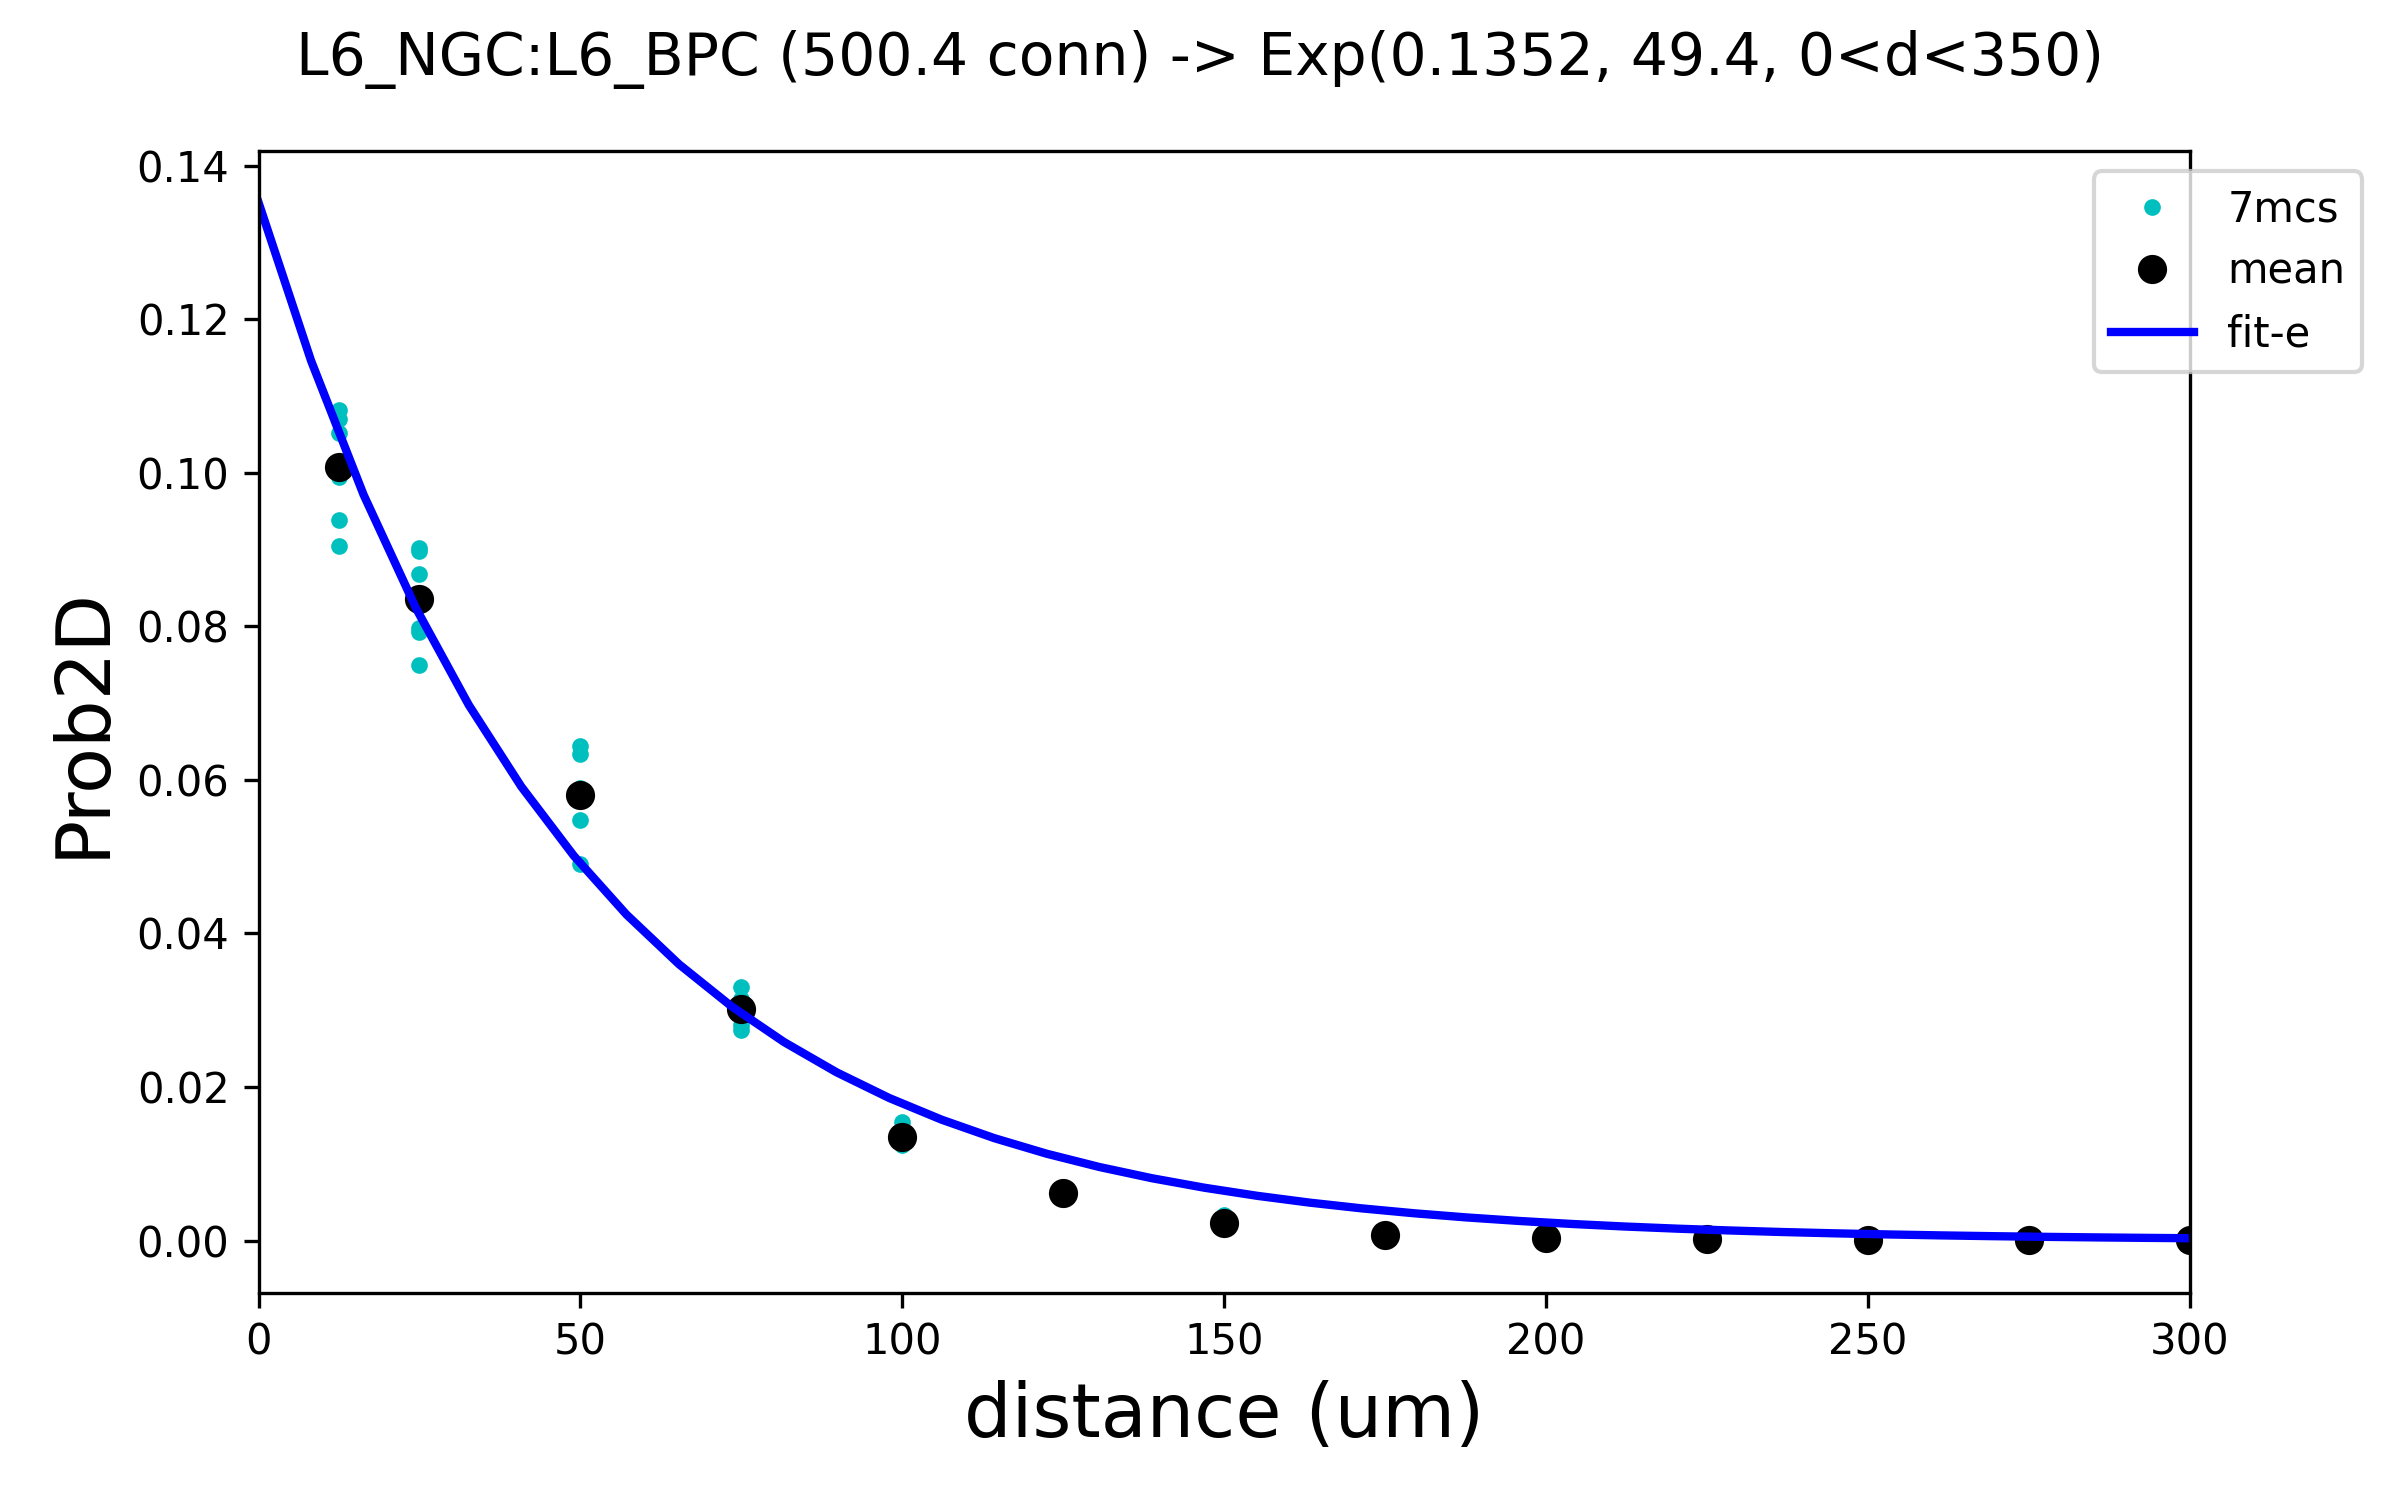 L6_NGC:L6_BPC (500.4 conn) -> Exp(0.1352, 49.4, 0<d<350)
0.14
0.12
0.10
0.08
0.06
0.04
0.02
0.00
Prob2D
7mcs
mean
fit-e
0 50 100 150 200 250 300
distance (um)